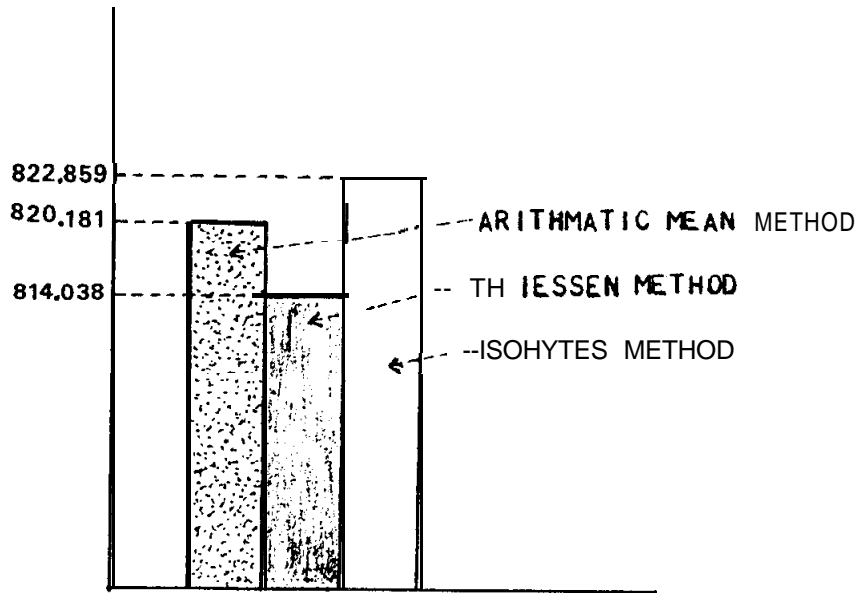 822,859
820.181
ARITHMATIC MEAN METHOD
814,038
-- TH IESSEN METHOD
--ISOHYTES METHOD